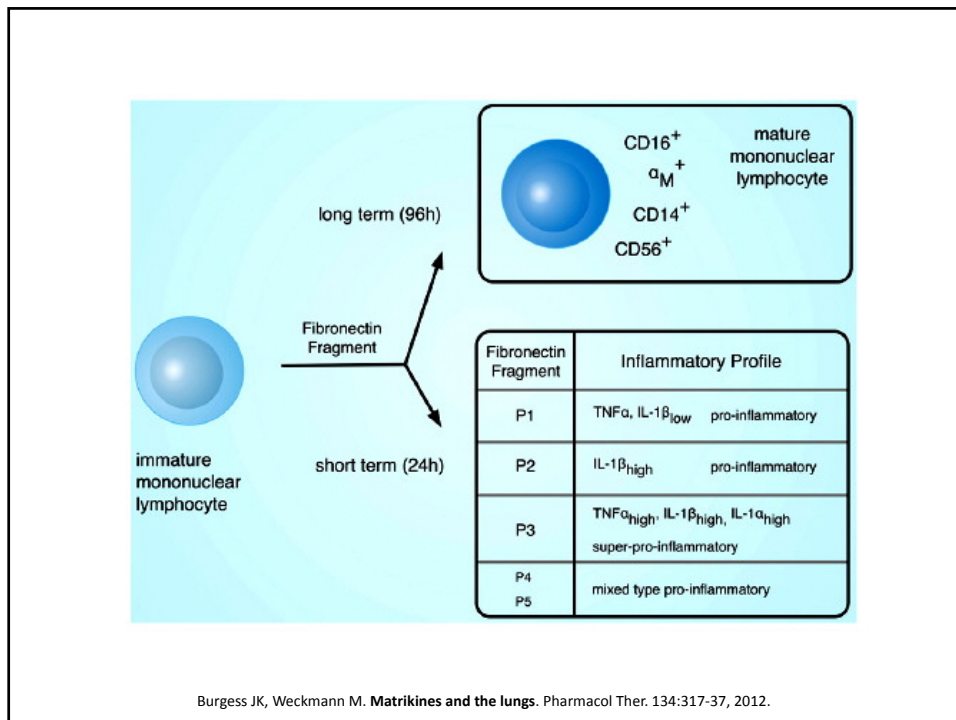 CD16+
αM+
CD14+
CD56+
mature
mononuclear
lymphocyte
long term (96h)
Fibronectin
Fragment
short term (24h)
immature
mononuclear
lymphocyte
Fibronectin
Fragment
Inflammatory Profile
P1
TNFα, IL-1βlow pro-inflammatory
P2
IL-1βhigh pro-inflammatory
P3
TNFαhigh, IL-1βhigh, IL-1αhigh
super-pro-inflammatory
P4
P5
mixed type pro-inflammatory
Burgess JK, Weckmann M. Matrikines and the lungs. Pharmacol Ther. 134:317-37, 2012.